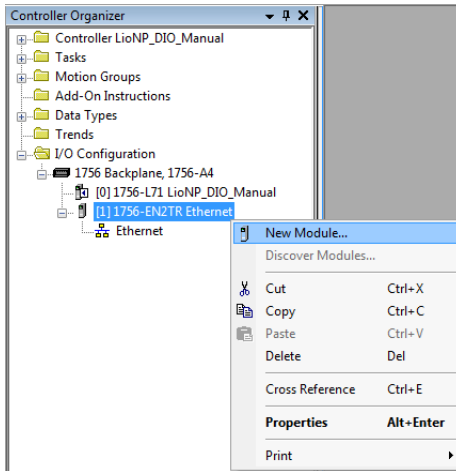 Controller Organizer
Controller LioNP_DIO_Manual
Tasks
Motion Groups
Add-On Instructions
Data Types
Trends
I/O Configuration
1756 Backplane, 1756-A4
[0] 1756-L71 LioNP_DIO_Manual
[1] 1756-EN2TR Ethernet
Ethernet
New Module...
Discover Modules...
Cut Ctrl+X
Copy Ctrl+C
Paste Ctrl+V
Delete Del
Cross Reference Ctrl+E
Properties Alt+Enter
Print